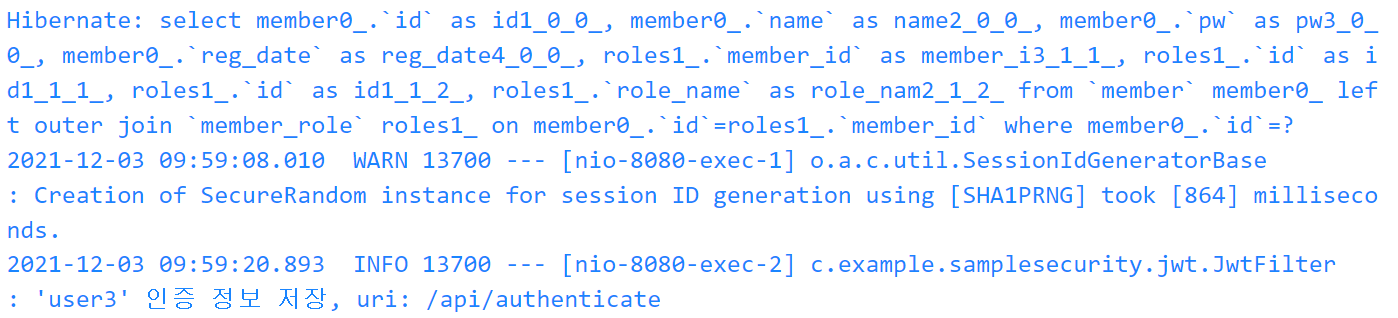 Hibernate: select member0_.`id` as id1_0_0_, member0_.`name` as name2_0_0_, member0_.`pw` as pw3_0_
0_, member0_.`reg_date` as reg_date4_0_0_, roles1_.`member_id` as member_i3_1_1_, roles1_.`id` as i
d1_1_1_, roles1_.`id` as id1_1_2_, roles1_.`role_name` as role_nam2_1_2_ from `member` member0_ lef
t outer join `member_role` roles1_ on member0_.`id`=roles1_.`member_id` where member0_.`id`=?
2021-12-03 09:59:08.010  WARN 13700 --- [nio-8080-exec-1] o.a.c.util.SessionIdGeneratorBase
: Creation of SecureRandom instance for session ID generation using [SHA1PRNG] took [864] milliseco
nds.
2021-12-03 09:59:20.893  INFO 13700 --- [nio-8080-exec-2] c.example.samplesecurity.jwt.JwtFilter
: 'user3' 인증 정보 저장, uri: /api/authenticate